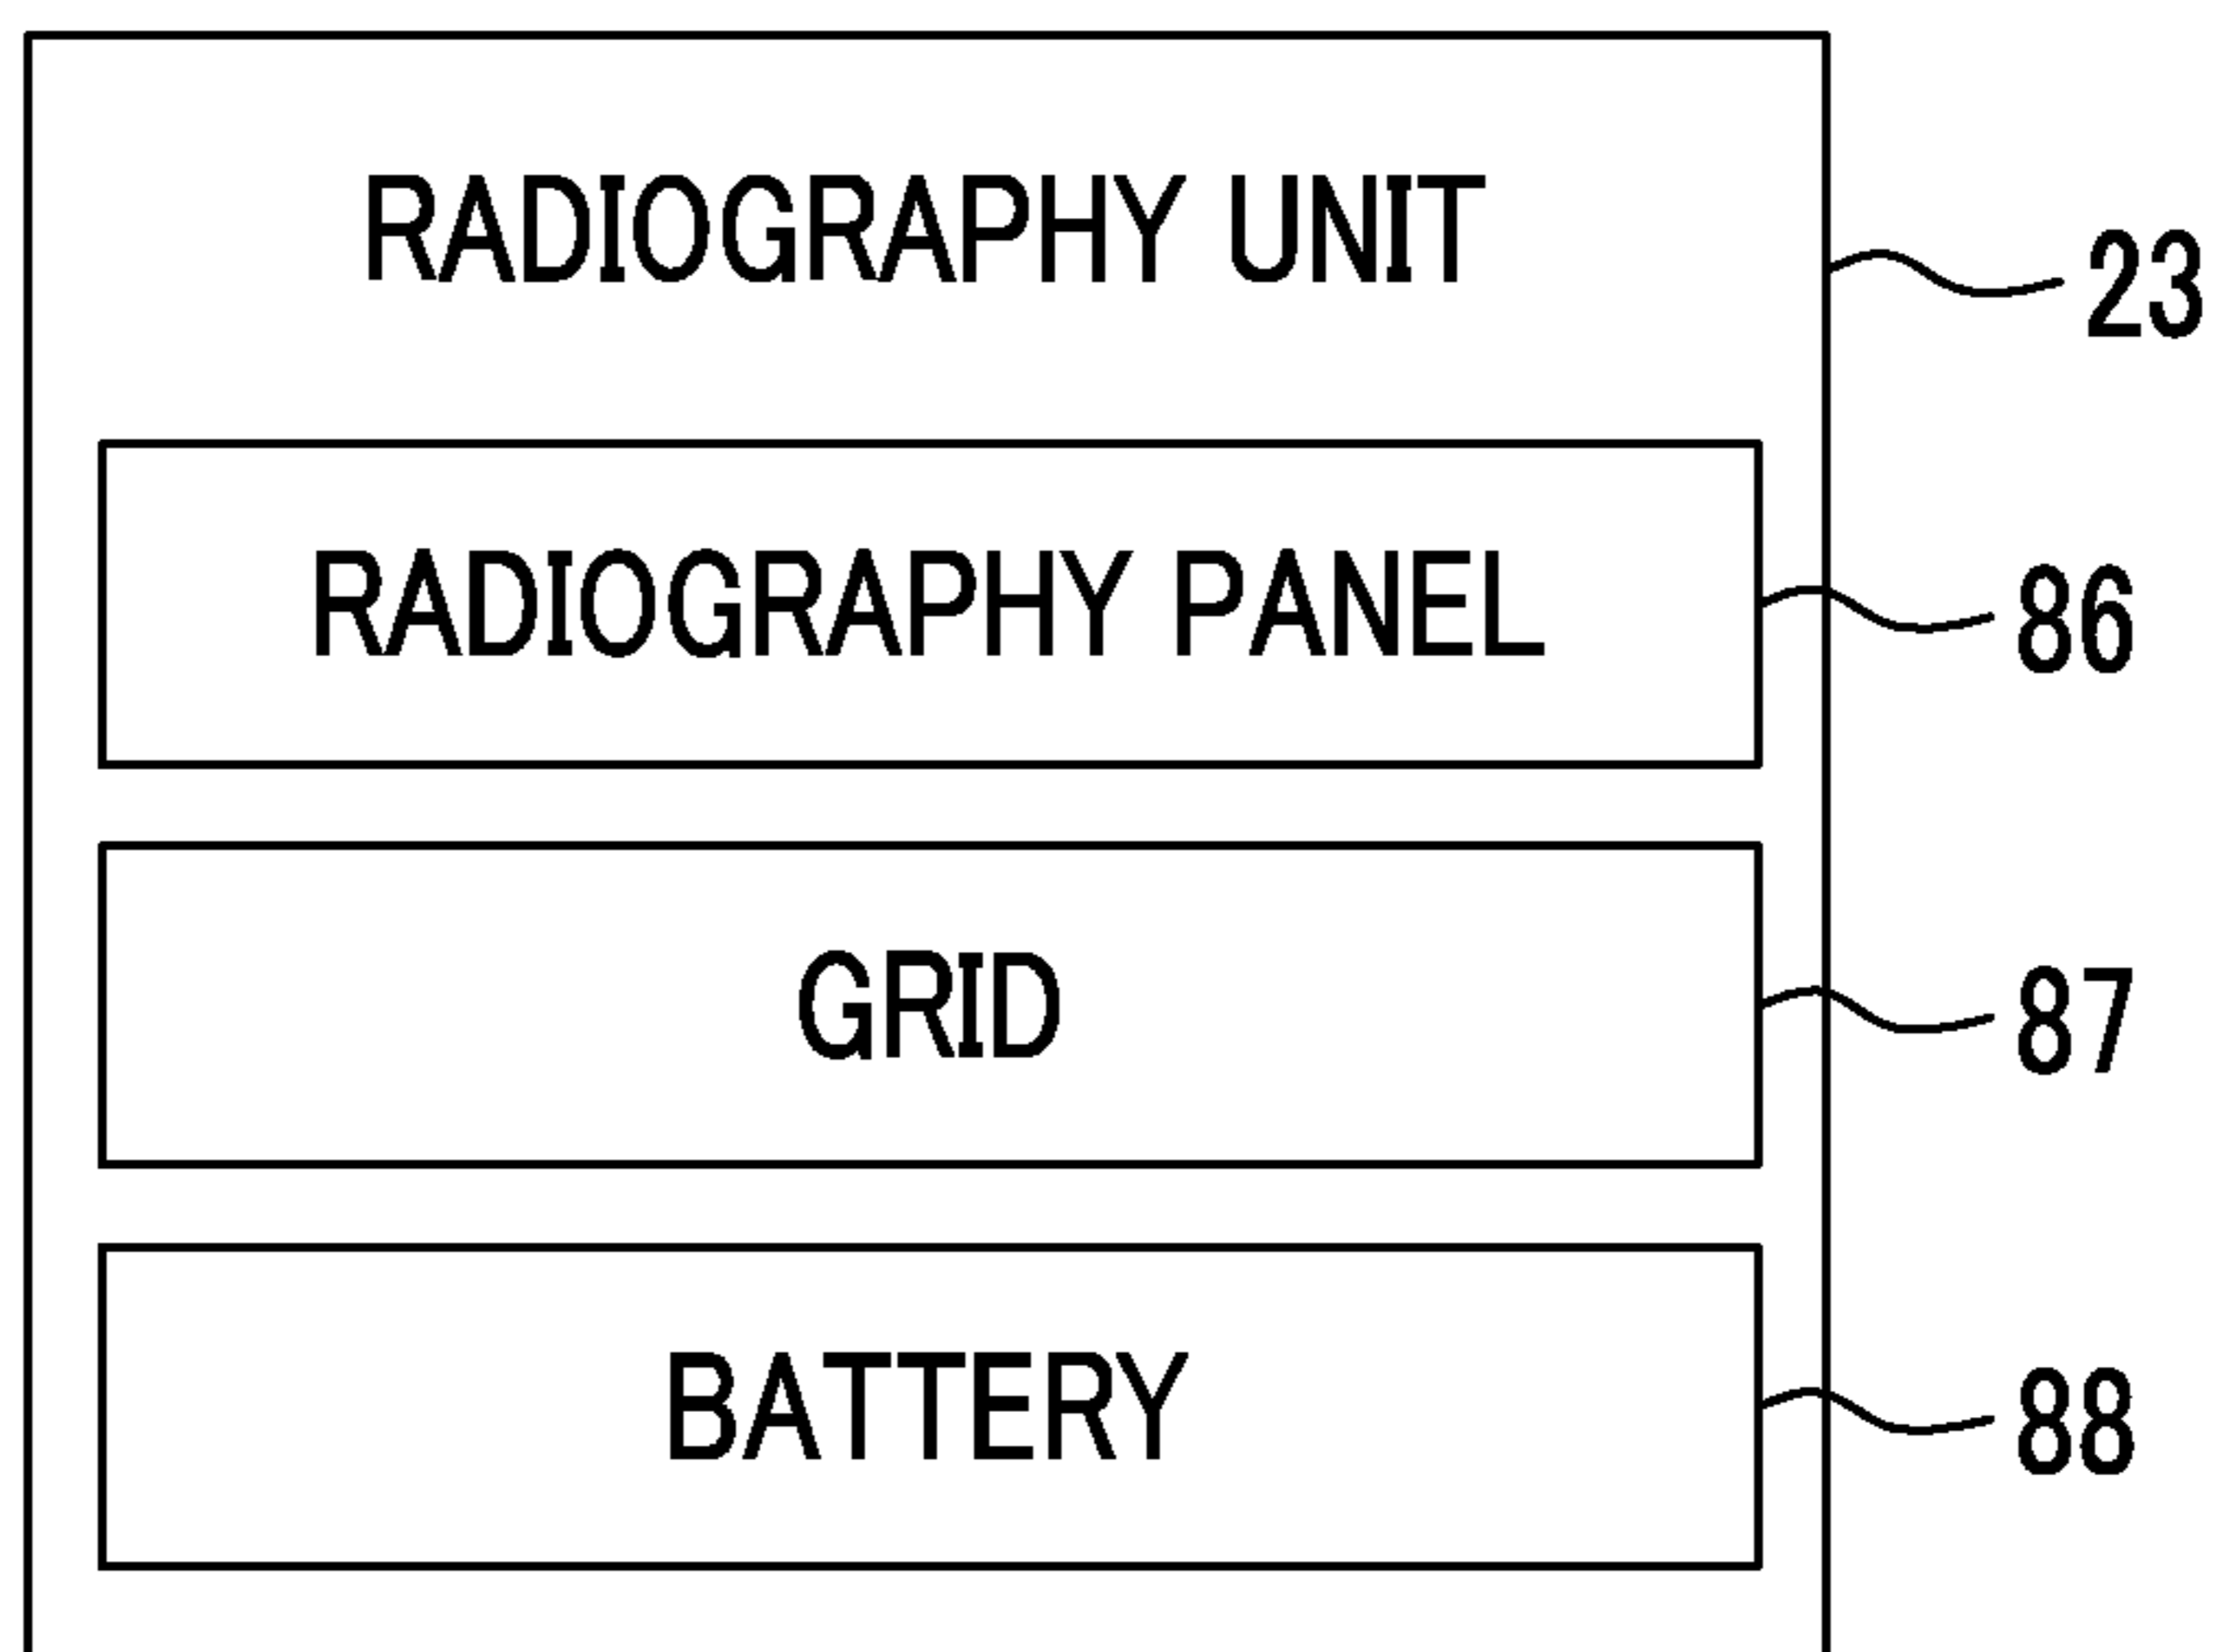 RADIOGRAPHY UNIT
23
RADIOGRAPHY PANEL
86
GRID
87
BATTERY
88